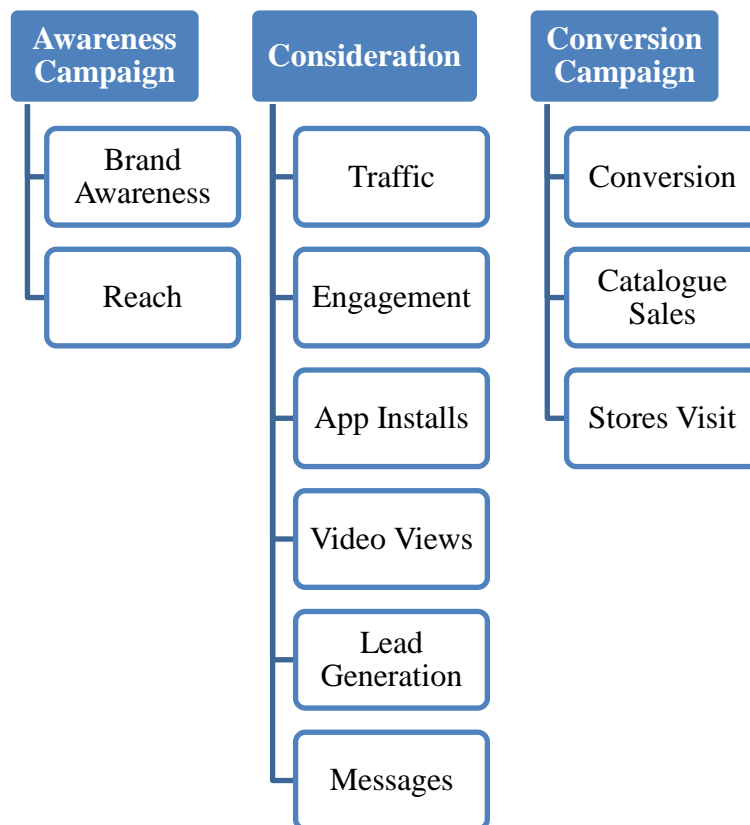 Awareness
Campaign
Brand
Awareness
Reach
Consideration
Traffic
Engagement
App Installs
Video Views
Lead
Generation
Messages
Conversion
Campaign
Conversion
Catalogue
Sales
Stores Visit